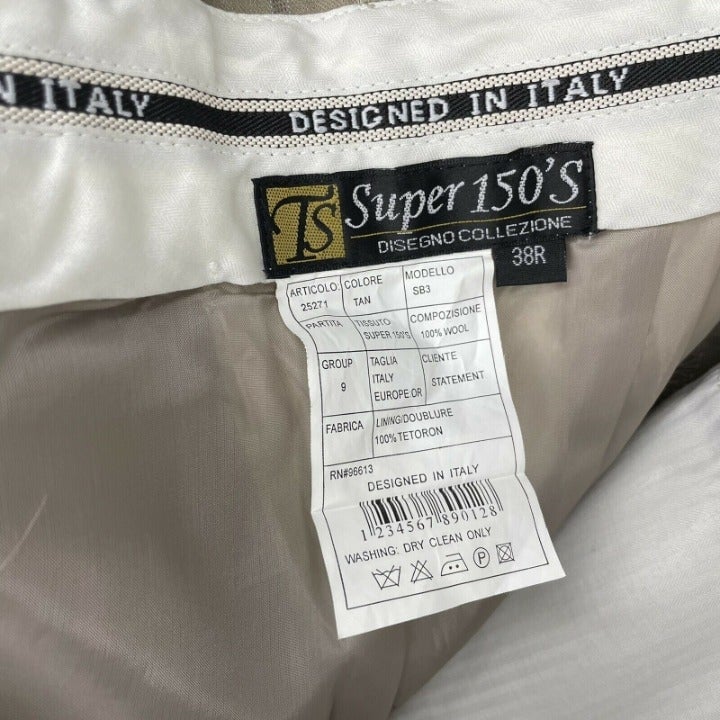 N ITALY DESIGNED IN ITALY
TS Super 150'S
DISEGNO COLLEZIONE
38R
ARTICOLO: COLORE MODELLO
25271 TAN SB3
PARTITA TISSUTO COMPOZISIONE
SUPER 150'S 100% WOOL
GROUP TAGLIA CLIENTE
9 ITALY STATEMENT
EUROPE OR
FABRICA LINING/DOUBLURE
100% TETORON
RN#96613
DESIGNED IN ITALY
1 234567 890128
WASHING: DRY CLEAN ONLY
P